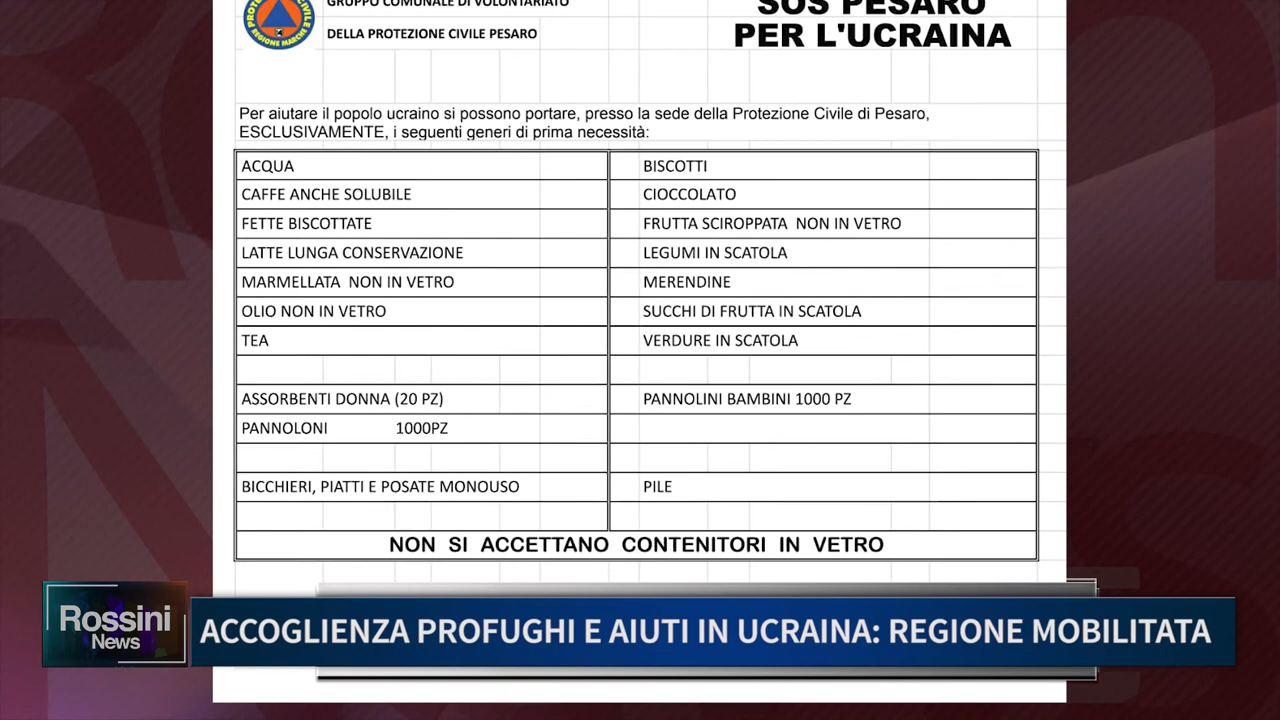 GRUPPO COMUNALE DI VOLONTARIATO
DELLA PROTEZIONE CIVILE PESARO
SOS PESARO
PER L'UCRAINA
Per aiutare il popolo ucraino si possono portare, presso la sede della Protezione Civile di Pesaro,
ESCLUSIVAMENTE, i seguenti generi di prima necessità:
ACQUA BISCOTTI
CAFFE ANCHE SOLUBILE CIOCCOLATO
FETTE BISCOTTATE FRUTTA SCIROPPATA NON IN VETRO
LATTE LUNGA CONSERVAZIONE LEGUMI IN SCATOLA
MARMELLATA NON IN VETRO MERENDINE
OLIO NON IN VETRO SUCCHI DI FRUTTA IN SCATOLA
TEA VERDURE IN SCATOLA
ASSORBENTI DONNA (20 PZ) PANNOLINI BAMBINI 1000 PZ
PANNOLONI 1000PZ
BICCHIERI, PIATTI E POSATE MONOUSO PILE
NON SI ACCETTANO CONTENITORI IN VETRO
Rossini
News
ACCOGLIENZA PROFUGHI E AIUTI IN UCRAINA: REGIONE MOBILITATA